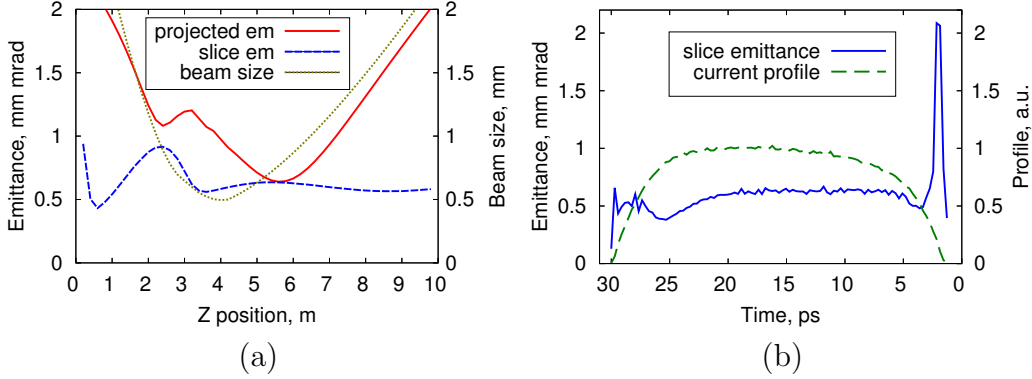 2
1.5
1
0.5
0
Emittance, mm mrad
projected em
slice em
beam size
2
1.5
1
0.5
0
Beam size, mm
0 1 2 3 4 5 6 7 8 9 10
Z position, m
(a)
2
1.5
1
0.5
0
Emittance, mm mrad
slice emittance
current profile
2
1.5
1
0.5
0
Profile, a.u.
30 25 20 15 10 5 0
Time, ps
(b)